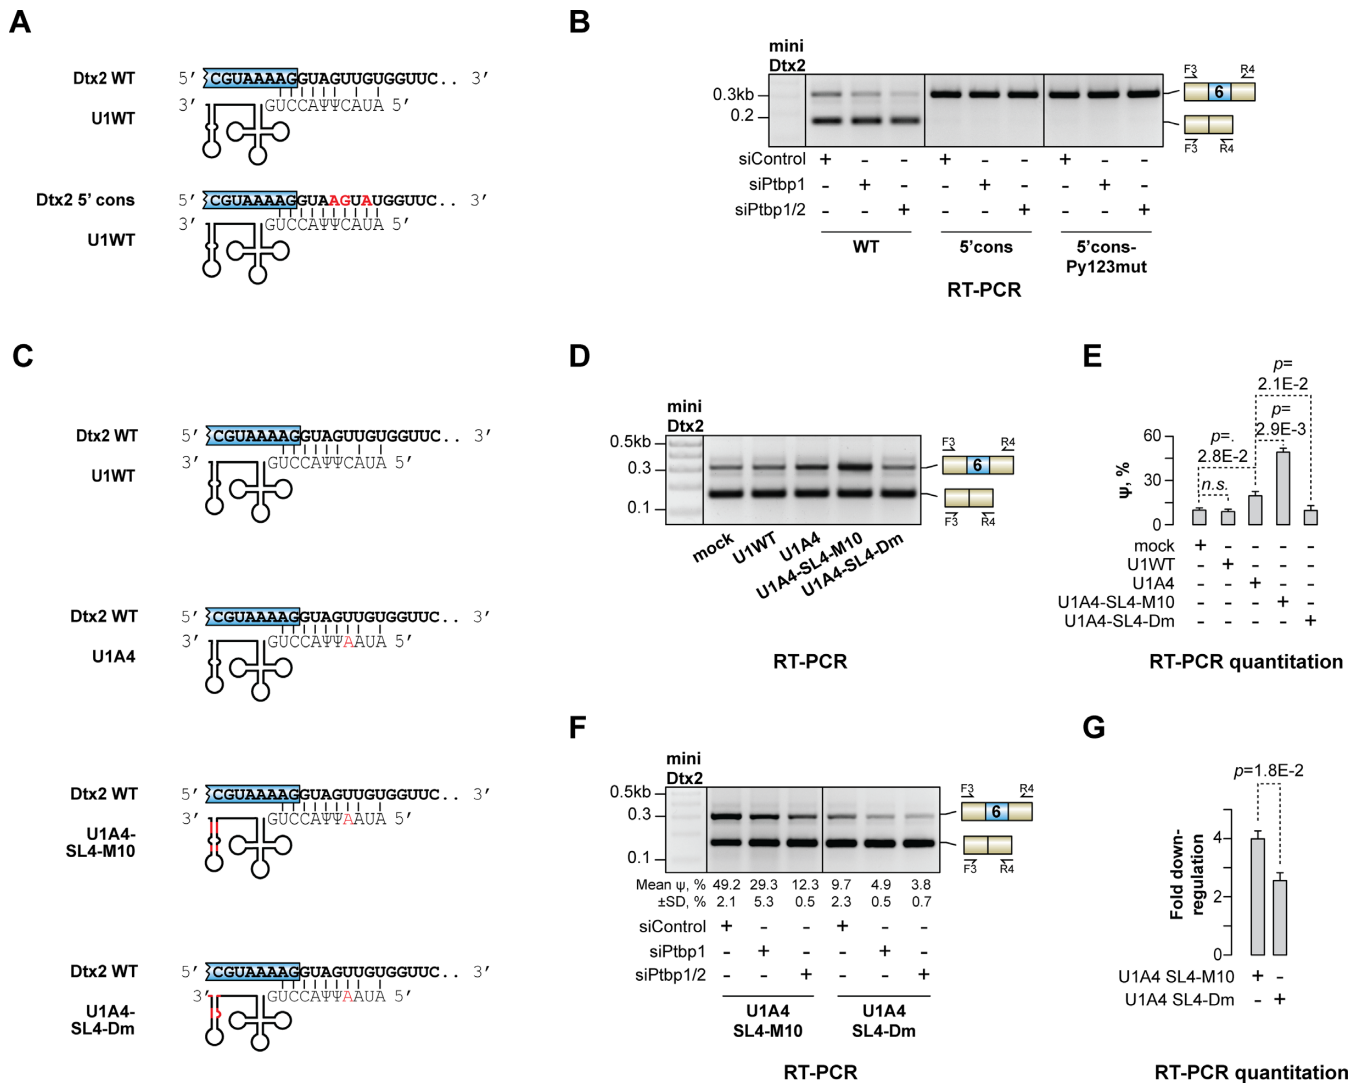 A
Dtx2 WT
5′ CGUAAAAGGUAGUUGUGGUUC.. 3′
3′ GUCCAΨΨCAUA 5′
U1WT
Dtx2 5′ cons
5′ CGUAAAAGGUAAGUAUGGUUC.. 3′
3′ GUCCAΨΨCAUA 5′
U1WT
B
mini
Dtx2
0.3kb
0.2
F3 R4
6
F3 R4
siControl + - - + - - + - -
siPtbp1 - + - - + - - + -
siPtbp1/2 - - + - - + - - +
WT 5’cons 5’cons-
Py123mut
RT-PCR
C
Dtx2 WT
5′ CGUAAAAGGUAGUUGUGGUUC.. 3′
3′ GUCCAΨΨCAUA 5′
U1WT
Dtx2 WT
5′ CGUAAAAGGUAGUUGUGGUUC.. 3′
3′ GUCCAΨΨAAUA 5′
U1A4
Dtx2 WT
5′ CGUAAAAGGUAGUUGUGGUUC.. 3′
3′ GUCCAΨΨAAUA 5′
U1A4-
SL4-M10
Dtx2 WT
5′ CGUAAAAGGUAGUUGUGGUUC.. 3′
3′ GUCCAΨΨAAUA 5′
U1A4-
SL4-Dm
D
mini
Dtx2
0.5kb
0.3
0.1
F3 R4
6
F3 R4
mock
U1WT
U1A4
U1A4-SL4-M10
U1A4-SL4-Dm
RT-PCR
E
p=
2.1E-2
p=
2.9E-3
p=.
2.8E-2
n.s.
ψ, %
60
30
0
mock + - - - -
U1WT - + - - -
U1A4 - - + - -
U1A4-SL4-M10 - - - + -
U1A4-SL4-Dm - - - - +
RT-PCR quantitation
F
mini
Dtx2
0.5kb
0.3
0.1
F3 R4
6
F3 R4
Mean ψ, % 49.2 29.3 12.3 9.7 4.9 3.8
±SD, % 2.1 5.3 0.5 2.3 0.5 0.7
siControl + - - + - -
siPtbp1 - + - - + -
siPtbp1/2 - - + - - +
U1A4
SL4-M10
U1A4
SL4-Dm
RT-PCR
G
p=1.8E-2
Fold down-
regulation
4
2
0
U1A4 SL4-M10 + -
U1A4 SL4-Dm - +
RT-PCR quantitation